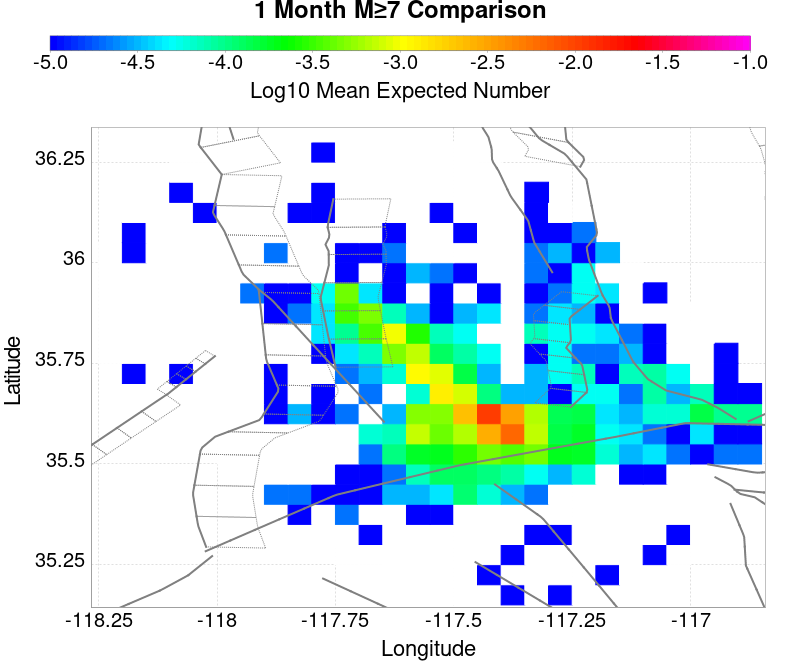 1 Month M≥7 Comparison
-5.0 -4.5 -4.0 -3.5 -3.0 -2.5 -2.0 -1.5 -1.0
Log10 Mean Expected Number
36.25
36
35.75
35.5
35.25
Latitude
-118.25 -118 -117.75 -117.5 -117.25 -117
Longitude